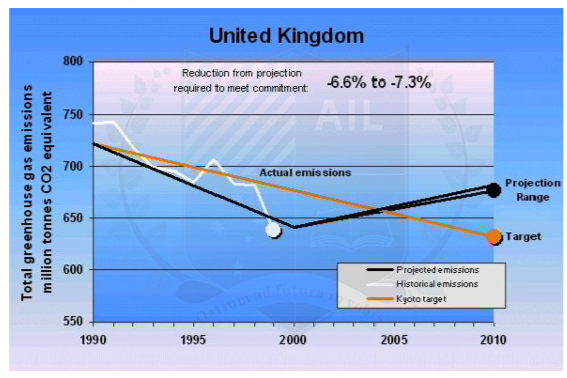 United Kingdom
Reduction from projection
required to meet commitment:
-6.6% to -7.3%
Total greenhouse gas emissions
million tonnes CO2 equivalent
800
750
700
650
600
550
Actual emissions
Projection
Range
Target
Projected emissions
Historical emissions
Kyoto target
1990
1995
2000
2005
2010
AIL